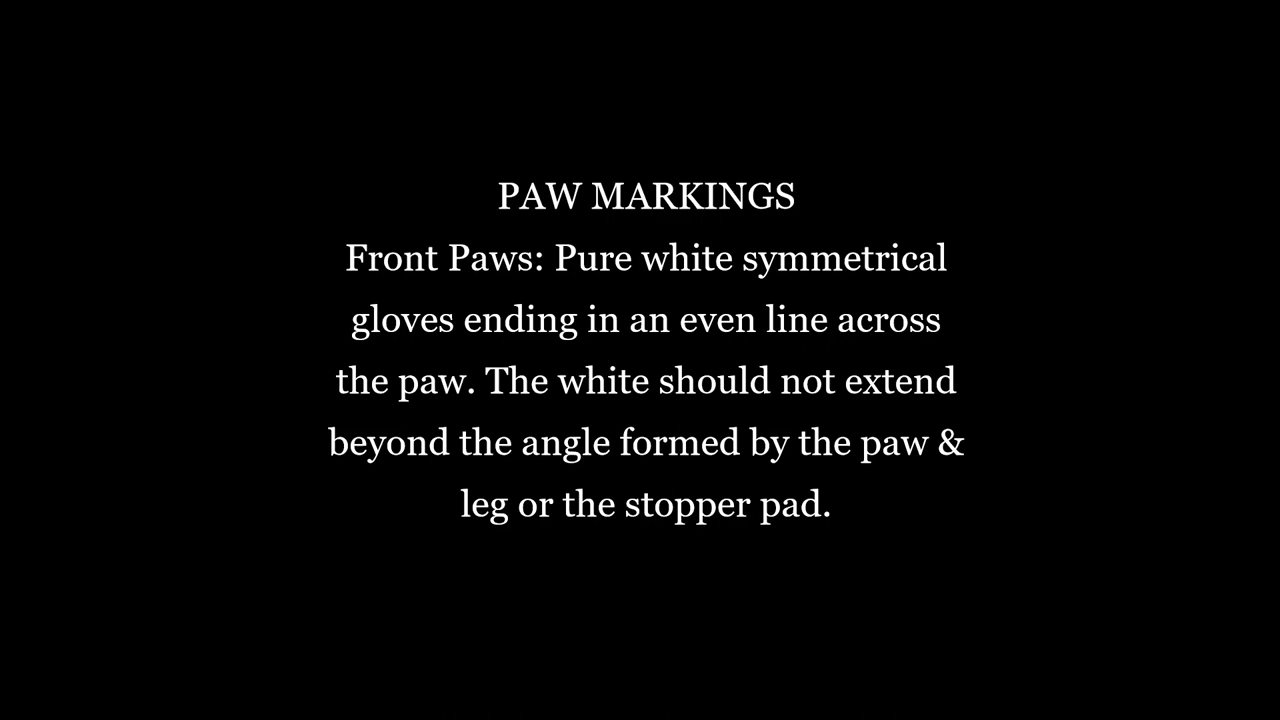 PAW MARKINGS
Front Paws: Pure white symmetrical
gloves ending in an even line across
the paw. The white should not extend
beyond the angle formed by the paw &
leg or the stopper pad.